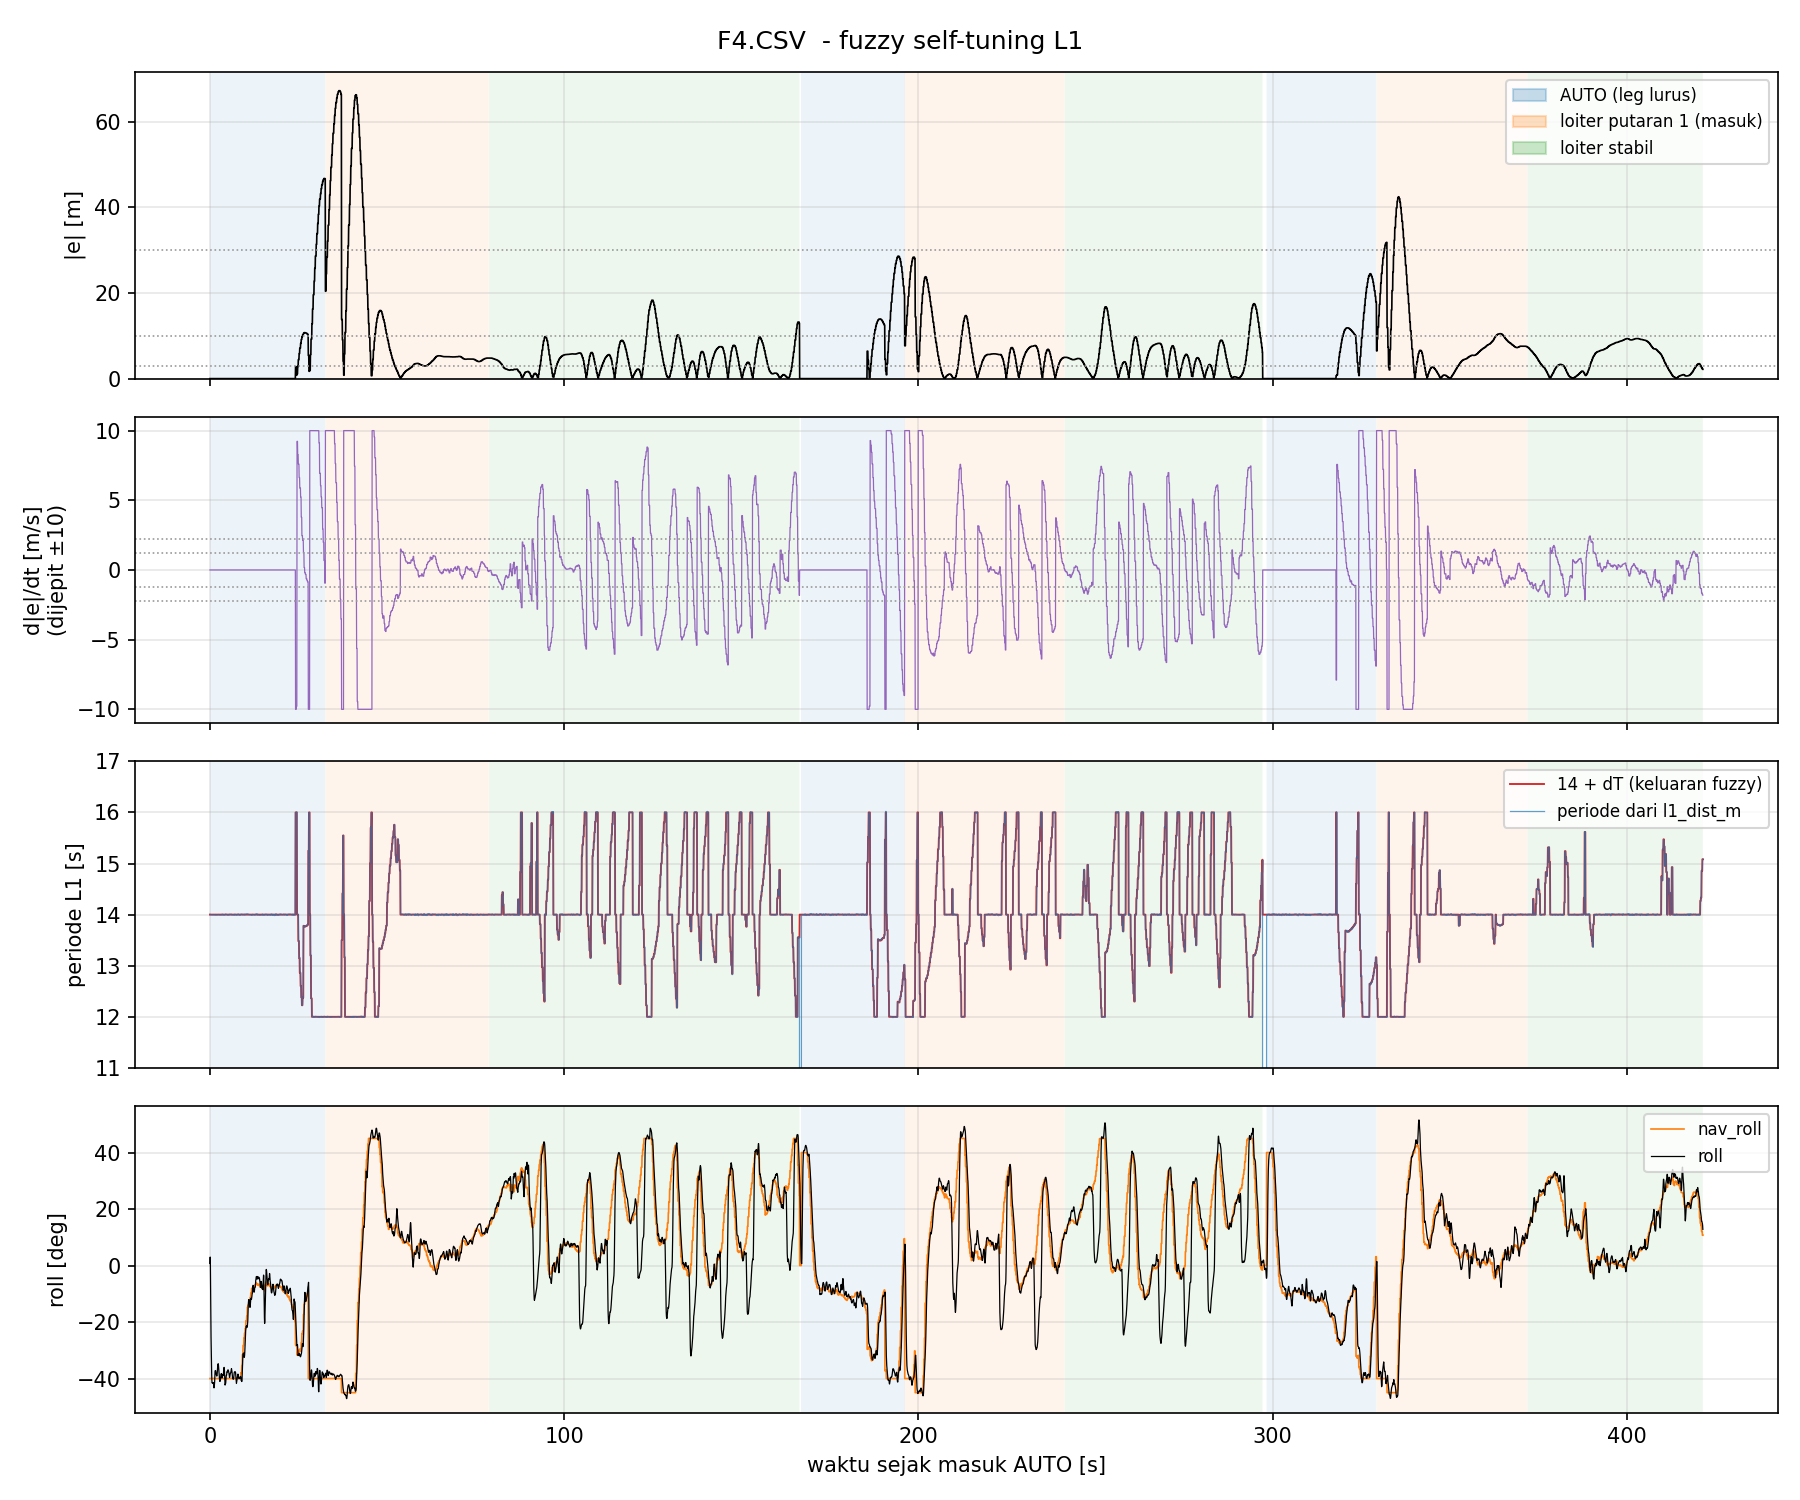 F4.CSV  - fuzzy self-tuning L1
|e| [m]
60
40
20
0
AUTO (leg lurus)
loiter putaran 1 (masuk)
loiter stabil
d|e|/dt [m/s]
(dijepit ±10)
10
5
0
−5
−10
periode L1 [s]
17
16
15
14
13
12
11
14 + dT (keluaran fuzzy)
periode dari l1_dist_m
roll [deg]
40
20
0
−20
−40
nav_roll
roll
0
100
200
300
400
waktu sejak masuk AUTO [s]